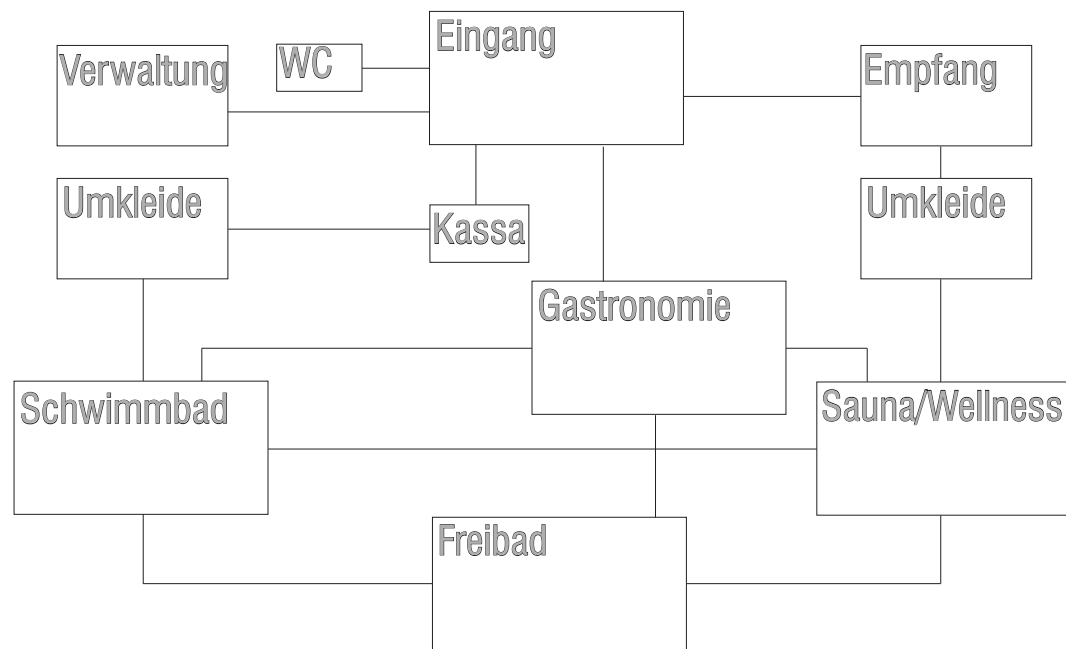 Eingang
Verwaltung
WC
Empfang
Umkleide
Kassa
Umkleide
Gastronomie
Schwimmbad
Sauna/Wellness
Freibad